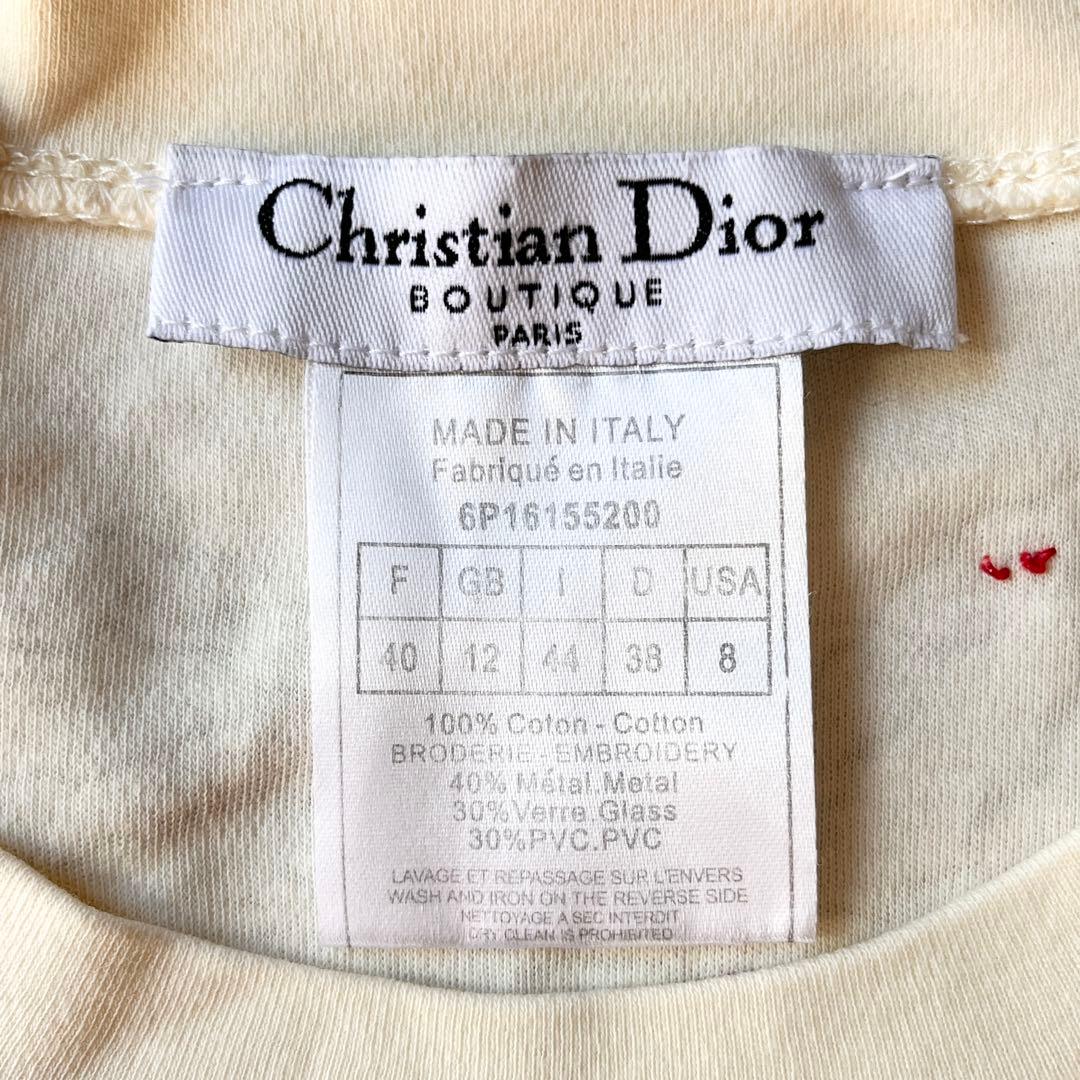 Christian Dior
BOUTIQUE
PARIS
MADE IN ITALY
Fabriqué en Italie
6P16155200
F GB I D USA
40 12 44 38 8
100% Coton - Cotton
BRODERIE - EMBROIDERY
40% Métal.Metal
30%Verre.Glass
30%PVC.PVC
LAVAGE ET REPASSAGE SUR L'ENVERS
WASH AND IRON ON THE REVERSE SIDE
NETTOYAGE A SEC INTERDIT
DRY CLEAN IS PROHIBITED